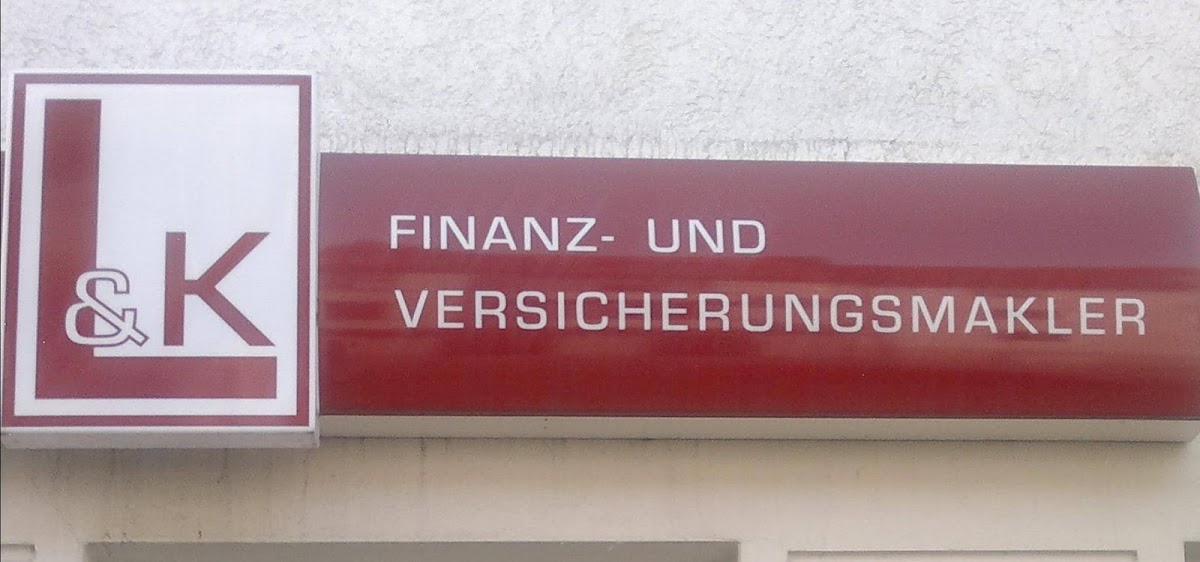 L&K
FINANZ- UND
VERSICHERUNGSMAKLER